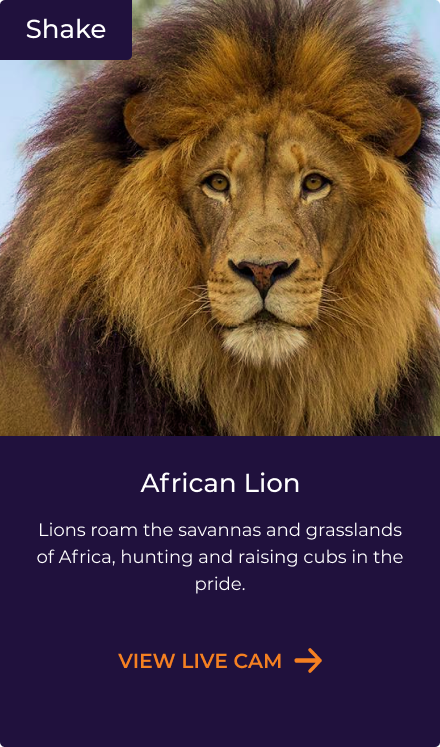 Shake
African Lion
Lions roam the savannas and grasslands
of Africa, hunting and raising cubs in the
pride.
VIEW LIVE CAM